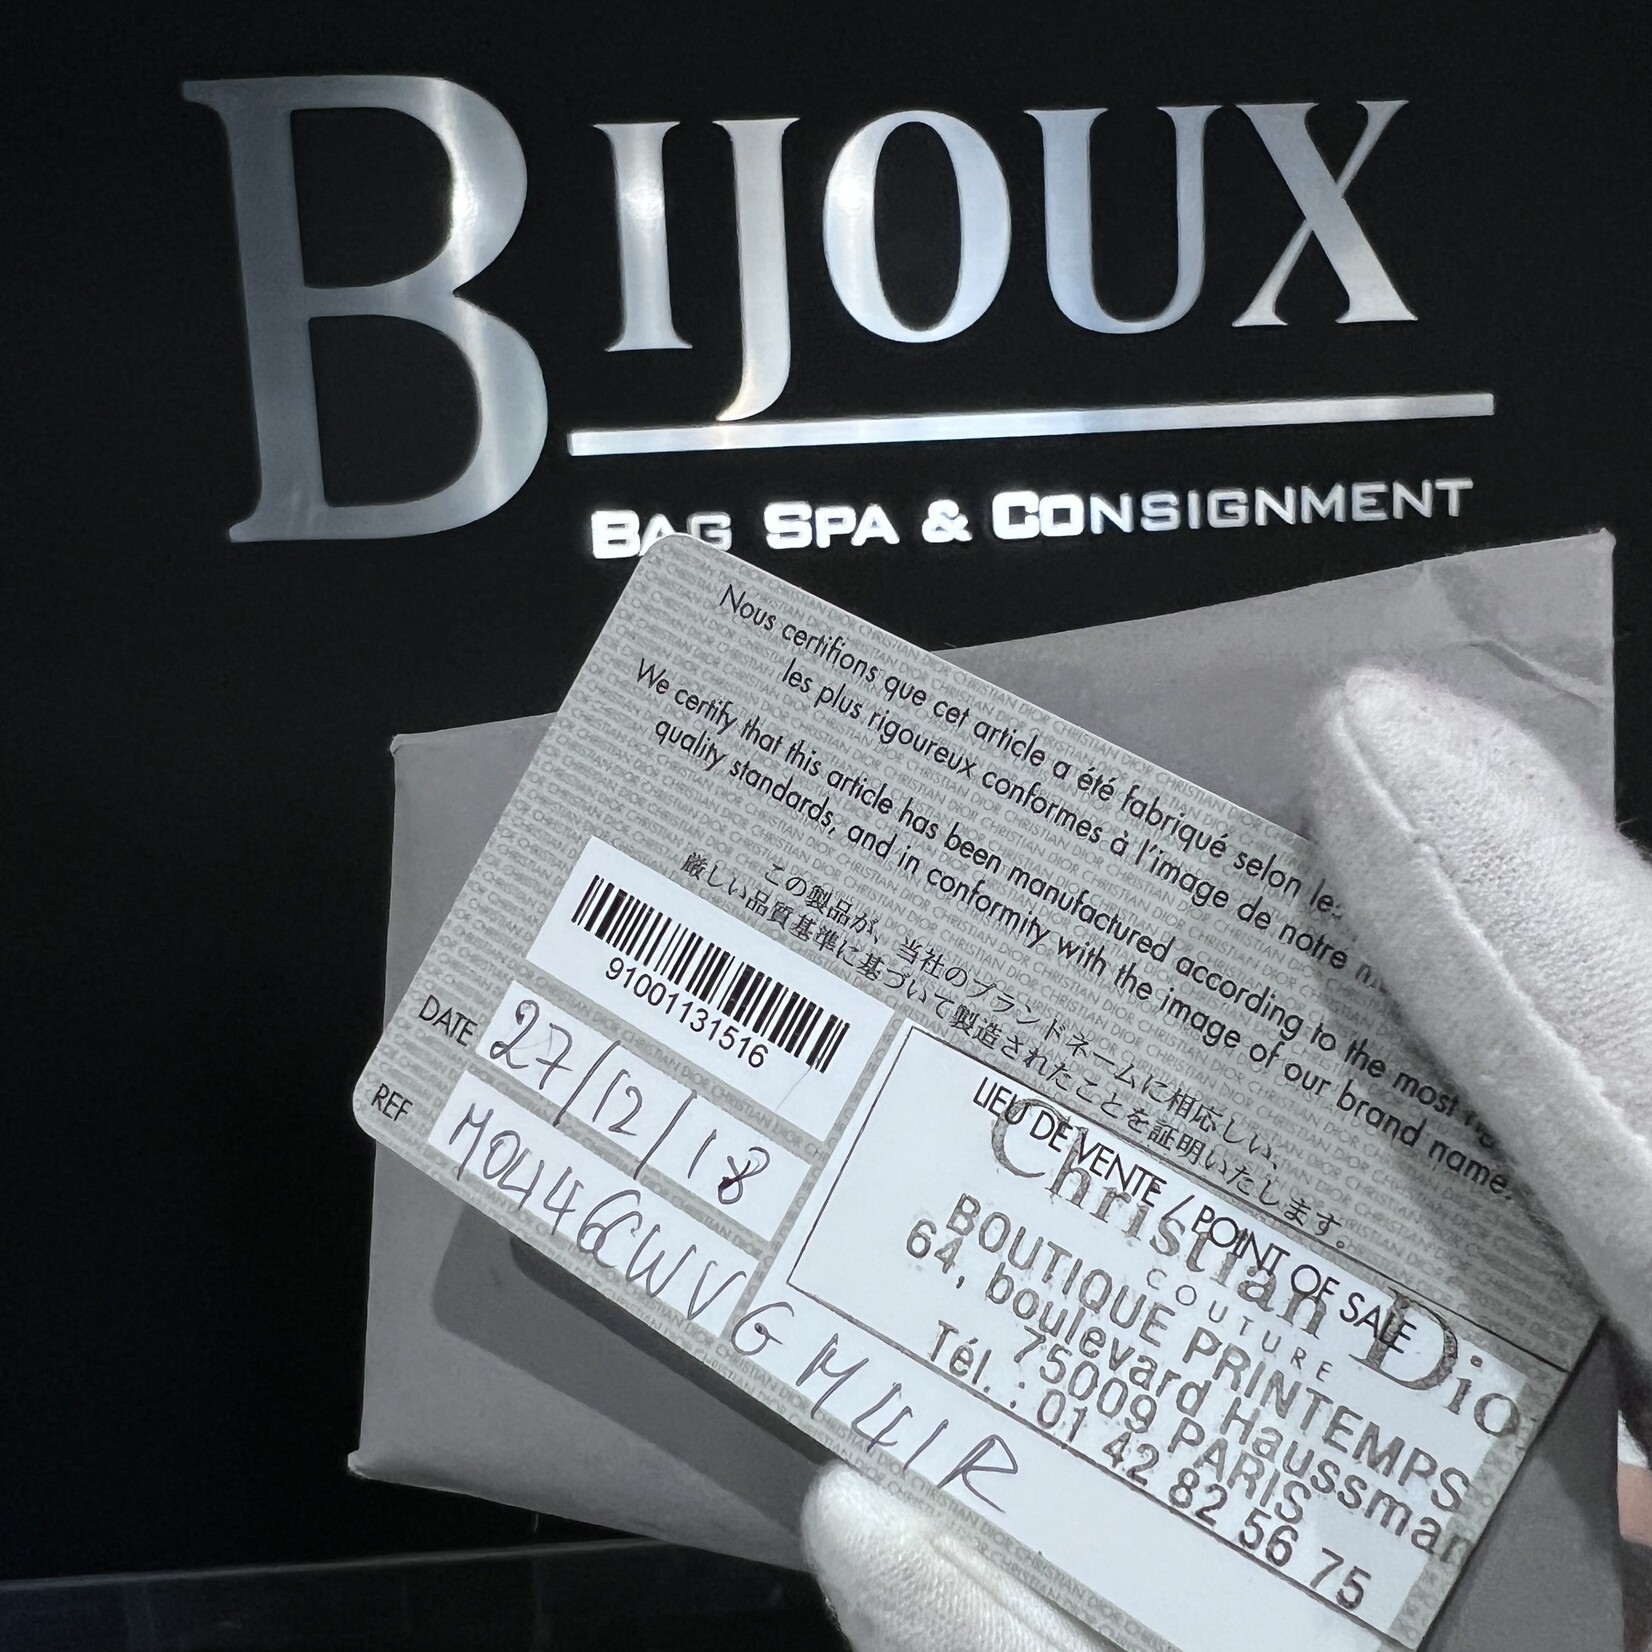 BIJOUX
BAG SPA & CONSIGNMENT
Nous certifions que cet article a été fabriqué selon les
les plus rigoureux conformes à l'image de notre
We certify that this article has been manufactured according to the most
quality standards, and in conformity with the image of our brand name.
この製品が、当社のブランドネームに相応しい、
厳しい品質基準に基づいて製造されたことを証明いたします。
91001131516
DATE 27/12/18
REF M0446CWVG M41R
LIEU DE VENTE / POINT OF SALE
Christian Dio
COUTURE
BOUTIQUE PRINTEMPS
64, boulevard Haussman
75009 PARIS
Tél. : 01 42 82 56 75